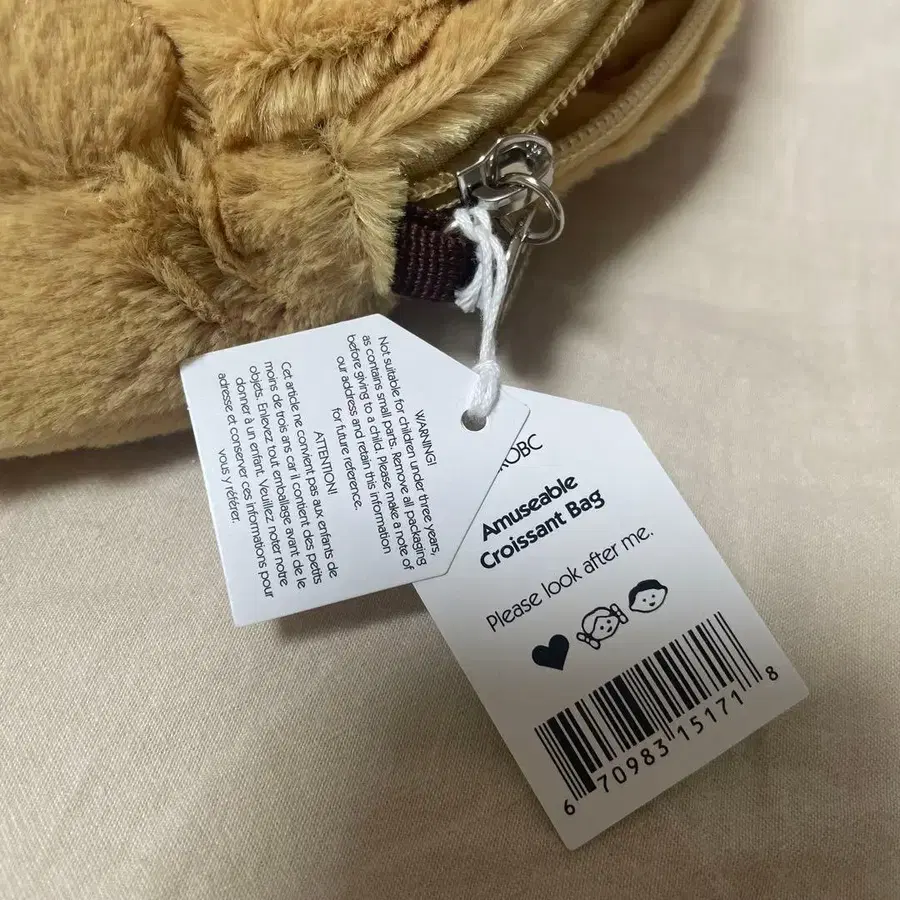 WARNING!
Not suitable for children under three years,
as contains small parts. Remove all packaging
before giving to a child. Please make a note of
our address and retain this information
for future reference.
ATTENTION!
Cet article ne convient pas aux enfants de
moins de trois ans car il contient des petits
objets. Enlevez tout emballage avant de le
donner à un enfant. Veuillez noter notre
adresse et conserver ces informations pour
vous y référer.
Amuseable
Croissant Bag
Please look after me.
6 70983 15171 8